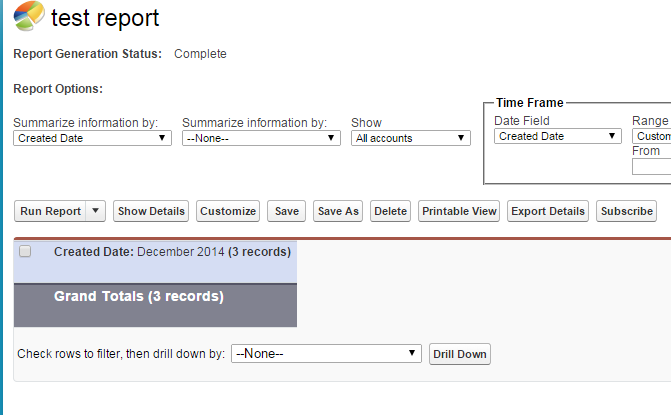 test report
Report Generation Status: Complete
Report Options:
Time Frame
Summarize information by: Summarize information by: Show Date Field Range
Created Date --None-- All accounts Created Date Custom
From
Run Report Show Details Customize Save Save As Delete Printable View Export Details Subscribe
Created Date: December 2014 (3 records)
Grand Totals (3 records)
Check rows to filter, then drill down by: --None-- Drill Down